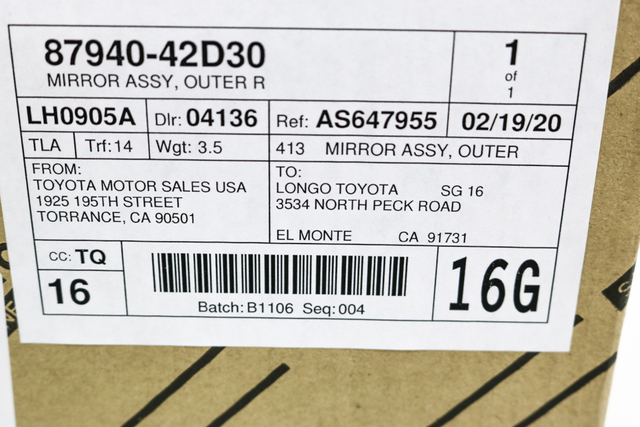 87940-42D30
MIRROR ASSY, OUTER R
1
of
1
LH0905A Dlr: 04136 Ref: AS647955 02/19/20
TLA Trf: 14 Wgt: 3.5 413 MIRROR ASSY, OUTER
FROM:
TOYOTA MOTOR SALES USA
1925 195TH STREET
TORRANCE, CA 90501
TO:
LONGO TOYOTA SG 16
3534 NORTH PECK ROAD
EL MONTE CA 91731
CC: TQ
16
Batch: B1106 Seq: 004
16G